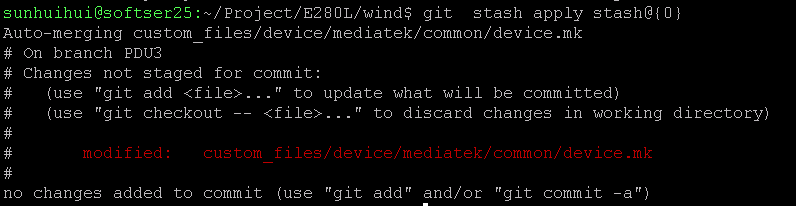 sunhuihui@softser25:~/Project/E280L/wind$ git  stash apply stash@{0}
Auto-merging custom_files/device/mediatek/common/device.mk
# On branch PDU3
# Changes not staged for commit:
#   (use "git add <file>..." to update what will be committed)
#   (use "git checkout -- <file>..." to discard changes in working directory)
#
#       modified:   custom_files/device/mediatek/common/device.mk
#
no changes added to commit (use "git add" and/or "git commit -a")